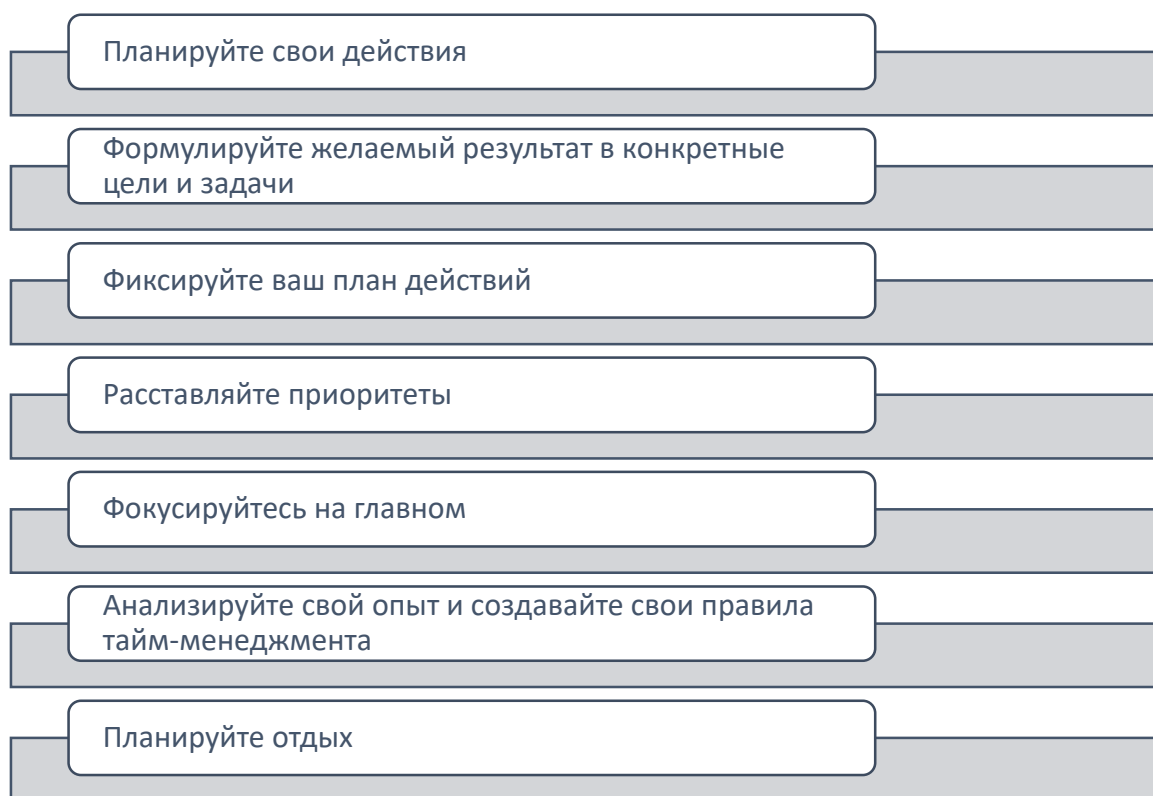 Планируйте свои действия
Формулируйте желаемый результат в конкретные
цели и задачи
Фиксируйте ваш план действий
Расставляйте приоритеты
Фокусируйтесь на главном
Анализируйте свой опыт и создавайте свои правила
тайм-менеджмента
Планируйте отдых